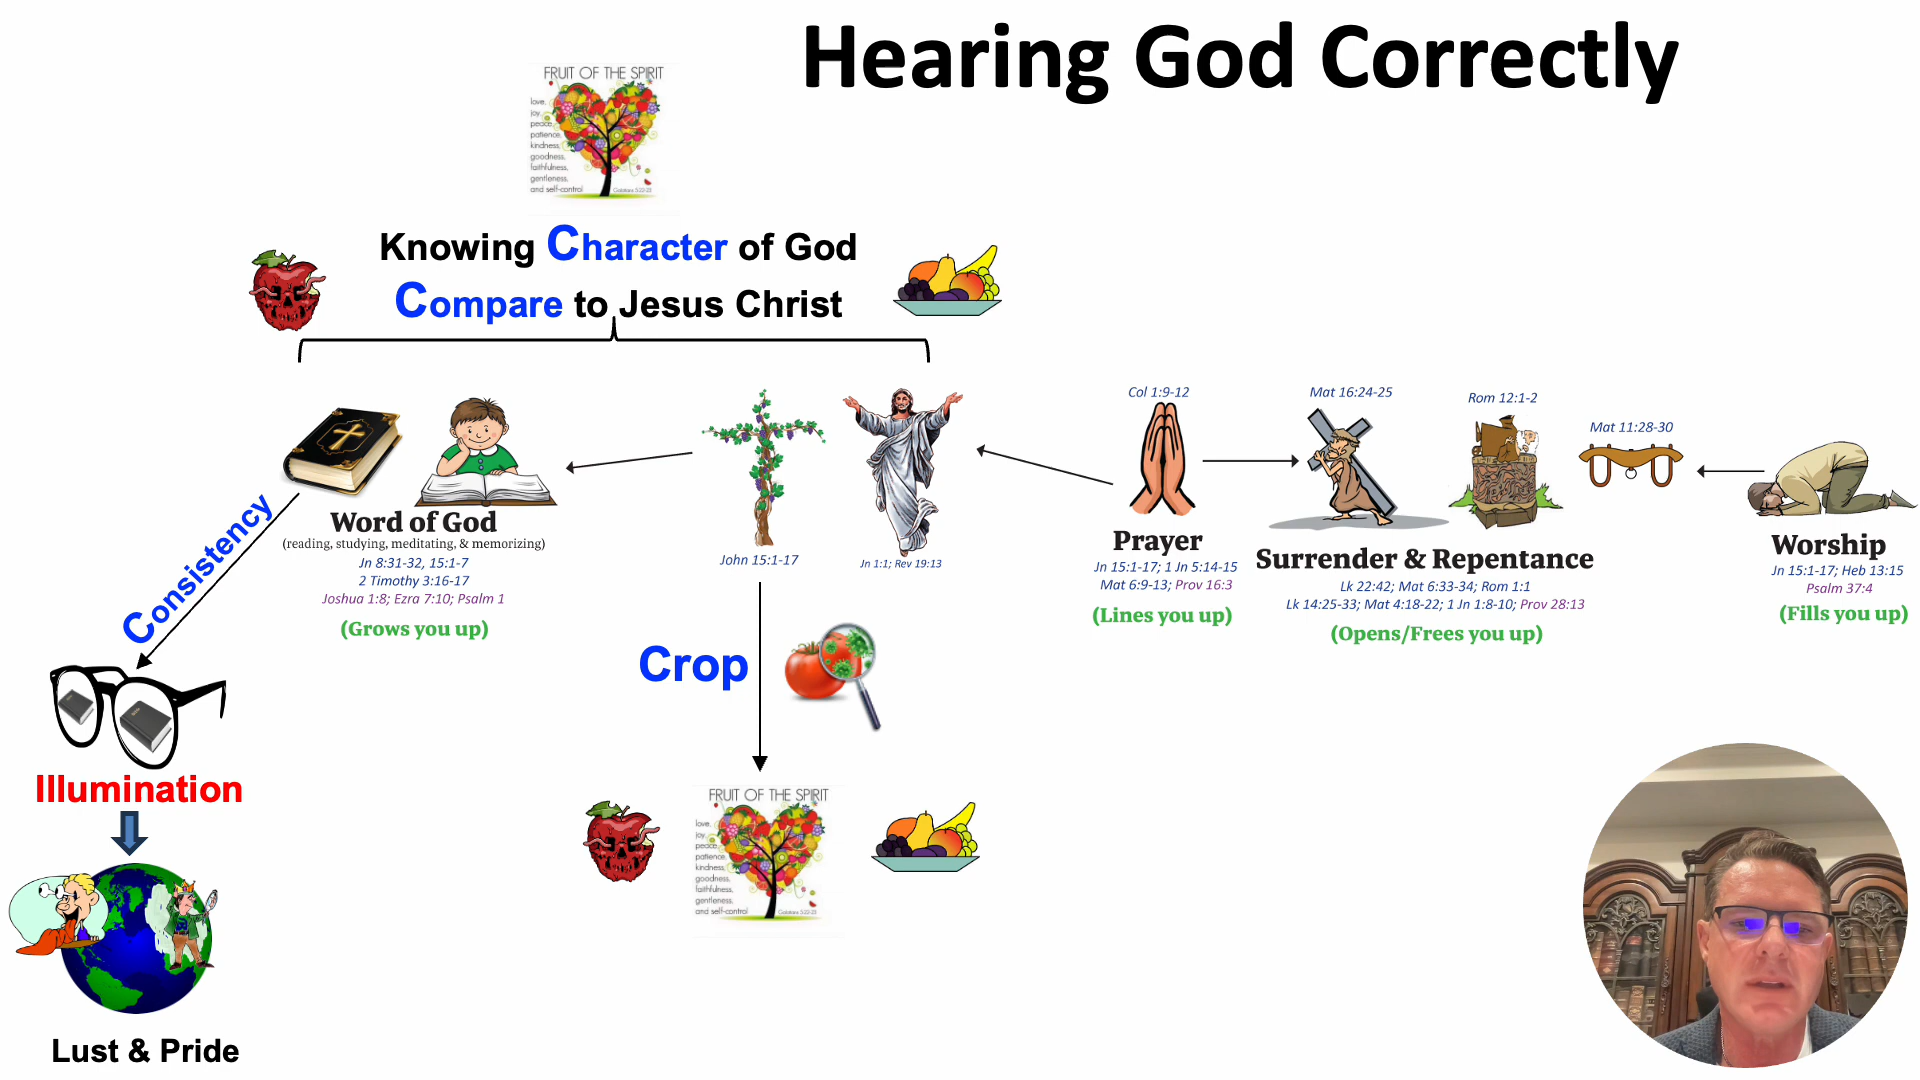 Hearing God Correctly
FRUIT OF THE SPIRIT
love,
joy,
peace,
patience,
kindness,
goodness,
faithfulness,
gentleness,
and self-control
Galatians 5:22-23
Knowing Character of God
Compare to Jesus Christ
Consistency
Word of God
(reading, studying, meditating, & memorizing)
Jn 8:31-32, 15:1-7
2 Timothy 3:16-17
Joshua 1:8; Ezra 7:10; Psalm 1
(Grows you up)
John 15:1-17
Jn 1:1; Rev 19:13
Col 1:9-12
Prayer
Jn 15:1-17; 1 Jn 5:14-15
Mat 6:9-13; Prov 16:3
(Lines you up)
Mat 16:24-25
Rom 12:1-2
Mat 11:28-30
Surrender & Repentance
Lk 22:42; Mat 6:33-34; Rom 1:1
Lk 14:25-33; Mat 4:18-22; 1 Jn 1:8-10; Prov 28:13
(Opens/Frees you up)
Worship
Jn 15:1-17; Heb 13:15
Psalm 37:4
(Fills you up)
Crop
Illumination
Lust & Pride
FRUIT OF THE SPIRIT
love,
joy,
peace,
patience,
kindness,
goodness,
faithfulness,
gentleness,
and self-control
Galatians 5:22-23